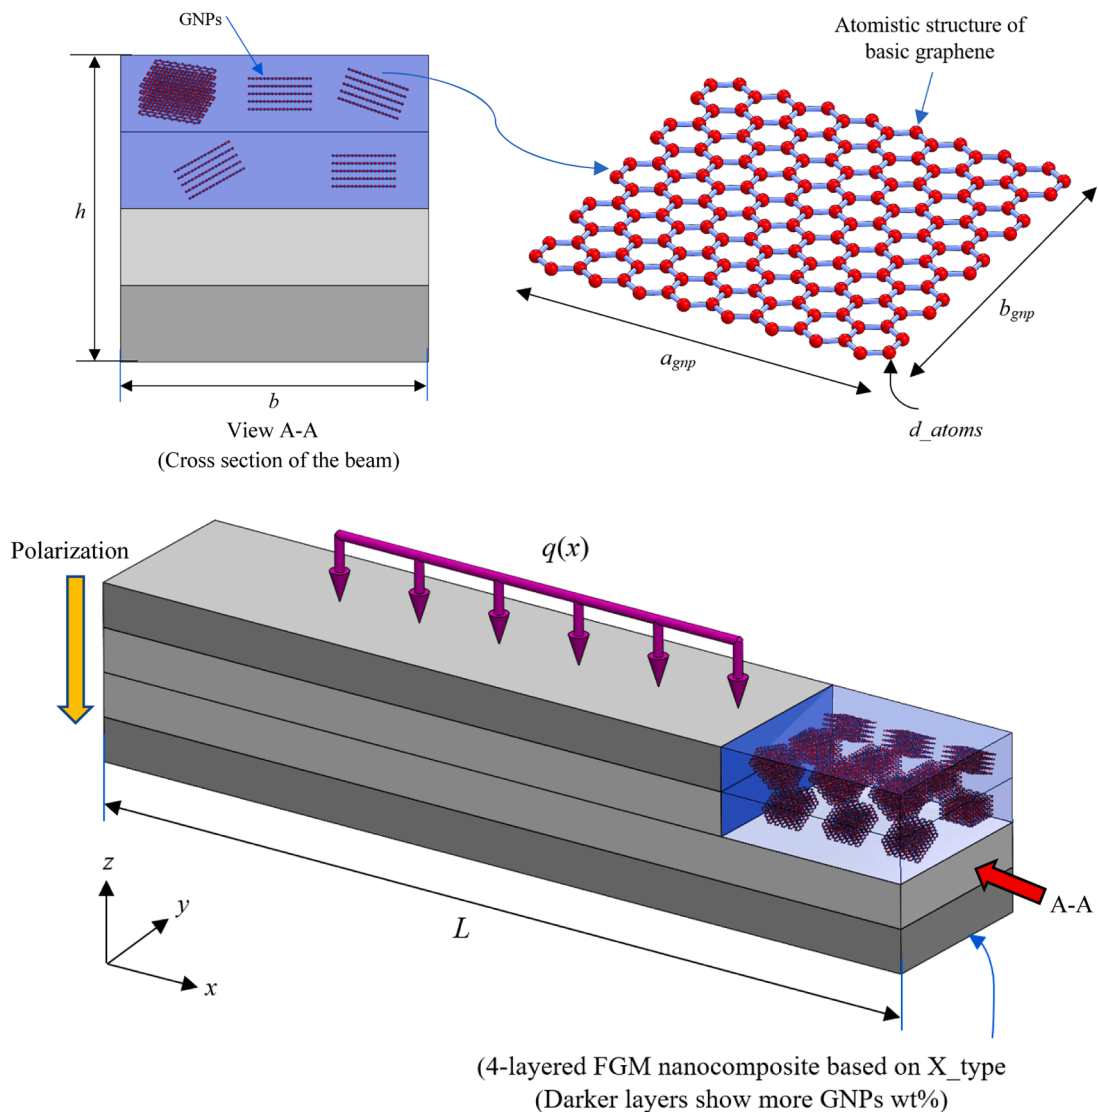 GNPs
Atomistic structure of
basic graphene
h
b
View A-A
(Cross section of the beam)
a_gnp
b_gnp
d_atoms
Polarization
q(x)
z
y
x
L
A-A
(4-layered FGM nanocomposite based on X_type
(Darker layers show more GNPs wt%)